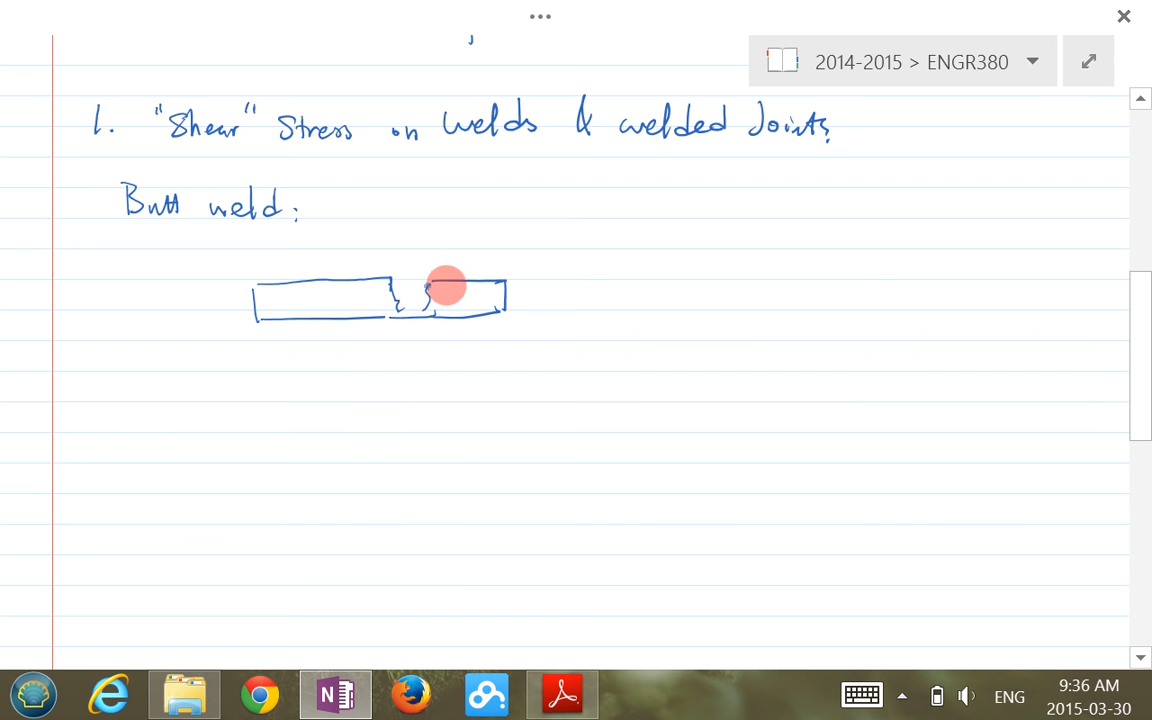 2014-2015 > ENGR380
1. "Shear" Stress on welds & welded Joints
Butt weld:
ENG
9:36 AM
2015-03-30